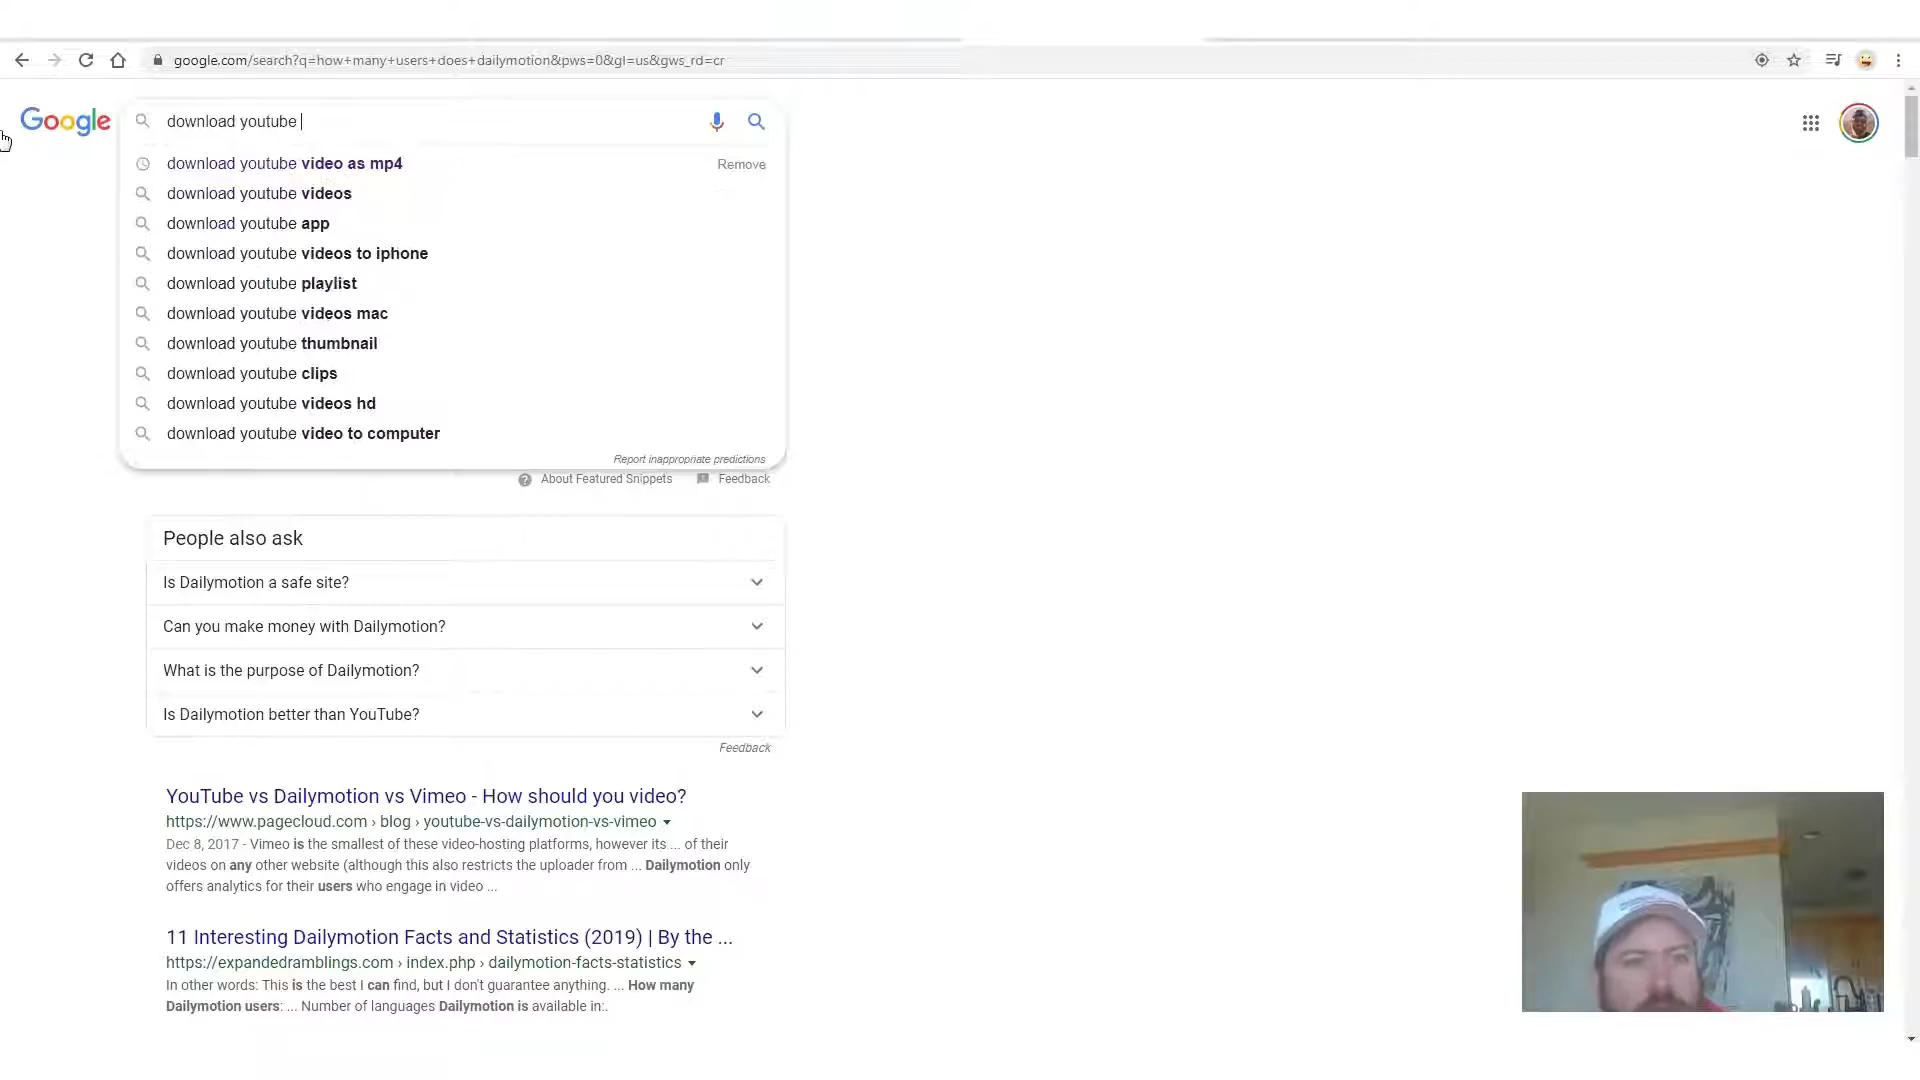 google.com/search?q=how+many+users+does+dailymotion&pws=0&gl=us&gws_rd=cr
Google
download youtube
download youtube video as mp4
Remove
download youtube videos
download youtube app
download youtube videos to iphone
download youtube playlist
download youtube videos mac
download youtube thumbnail
download youtube clips
download youtube videos hd
download youtube video to computer
Report inappropriate predictions
About Featured Snippets
Feedback
People also ask
Is Dailymotion a safe site?
Can you make money with Dailymotion?
What is the purpose of Dailymotion?
Is Dailymotion better than YouTube?
Feedback
YouTube vs Dailymotion vs Vimeo - How should you video?
https://www.pagecloud.com › blog › youtube-vs-dailymotion-vs-vimeo
Dec 8, 2017 - Vimeo is the smallest of these video-hosting platforms, however its ... of their
videos on any other website (although this also restricts the uploader from ... Dailymotion only
offers analytics for their users who engage in video ...
11 Interesting Dailymotion Facts and Statistics (2019) | By the ...
https://expandedramblings.com › index.php › dailymotion-facts-statistics
In other words: This is the best I can find, but I don't guarantee anything. ... How many
Dailymotion users: ... Number of languages Dailymotion is available in:.